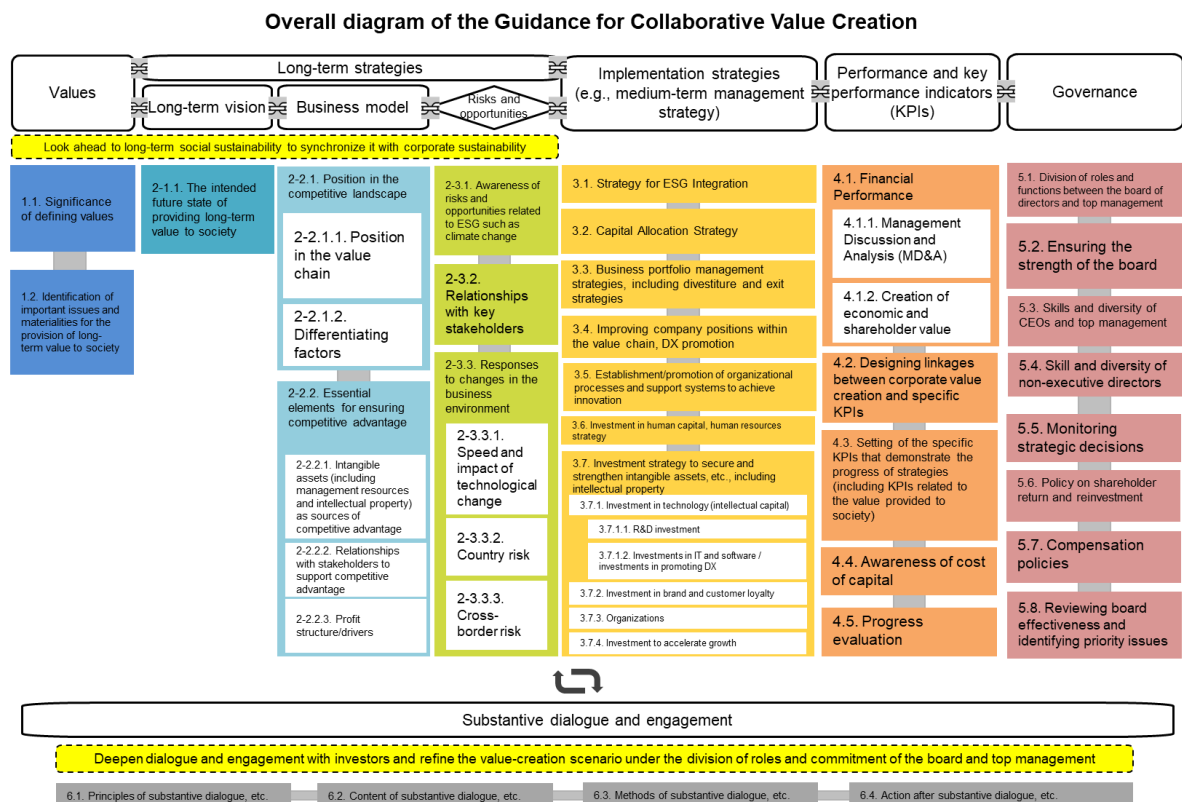 Overall diagram of the Guidance for Collaborative Value Creation
Values
Long-term strategies
Long-term vision
Business model
Risks and
opportunities
Implementation strategies
(e.g., medium-term management
strategy)
Performance and key
performance indicators
(KPIs)
Governance
Look ahead to long-term social sustainability to synchronize it with corporate sustainability
1.1. Significance
of defining values
1.2. Identification of
important issues and
materialities for the
provision of long-
term value to society
2-1.1. The intended
future state of
providing long-term
value to society
2-2.1. Position in the
competitive landscape
2-2.1.1. Position
in the value
chain
2-2.1.2.
Differentiating
factors
2-2.2. Essential
elements for ensuring
competitive advantage
2-2.2.1. Intangible
assets (including
management resources
and intellectual property)
as sources of
competitive advantage
2-2.2.2. Relationships
with stakeholders to
support competitive
advantage
2-2.2.3. Profit
structure/drivers
2-3.1. Awareness of
risks and
opportunities related
to ESG such as
climate change
2-3.2.
Relationships
with key
stakeholders
2-3.3. Responses
to changes in the
business
environment
2-3.3.1.
Speed and
impact of
technological
change
2-3.3.2.
Country risk
2-3.3.3.
Cross-
border risk
3.1. Strategy for ESG Integration
3.2. Capital Allocation Strategy
3.3. Business portfolio management
strategies, including divestiture and exit
strategies
3.4. Improving company positions within
the value chain, DX promotion
3.5. Establishment/promotion of organizational
processes and support systems to achieve
innovation
3.6. Investment in human capital, human resources
strategy
3.7. Investment strategy to secure and
strengthen intangible assets, etc., including
intellectual property
3.7.1. Investment in technology (intellectual capital)
3.7.1.1. R&D investment
3.7.1.2. Investments in IT and software /
investments in promoting DX
3.7.2. Investment in brand and customer loyalty
3.7.3. Organizations
3.7.4. Investment to accelerate growth
4.1. Financial
Performance
4.1.1. Management
Discussion and
Analysis (MD&A)
4.1.2. Creation of
economic and
shareholder value
4.2. Designing linkages
between corporate value
creation and specific
KPIs
4.3. Setting of the specific
KPIs that demonstrate the
progress of strategies
(including KPIs related to
the value provided to
society)
4.4. Awareness of cost
of capital
4.5. Progress
evaluation
5.1. Division of roles and
functions between the board of
directors and top management
5.2. Ensuring the
strength of the board
5.3. Skills and diversity of
CEOs and top management
5.4. Skill and diversity of
non-executive directors
5.5. Monitoring
strategic decisions
5.6. Policy on shareholder
return and reinvestment
5.7. Compensation
policies
5.8. Reviewing board
effectiveness and
identifying priority issues
Substantive dialogue and engagement
Deepen dialogue and engagement with investors and refine the value-creation scenario under the division of roles and commitment of the board and top management
6.1. Principles of substantive dialogue, etc.
6.2. Content of substantive dialogue, etc.
6.3. Methods of substantive dialogue, etc.
6.4. Action after substantive dialogue, etc.